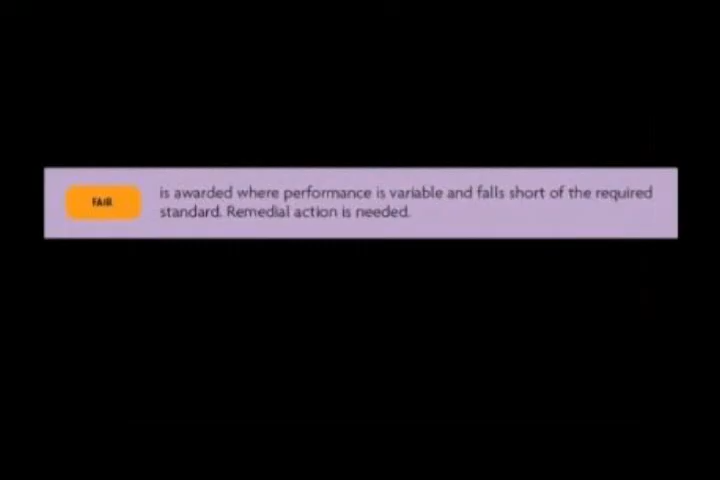 FAIR
is awarded where performance is variable and falls short of the required
standard. Remedial action is needed.